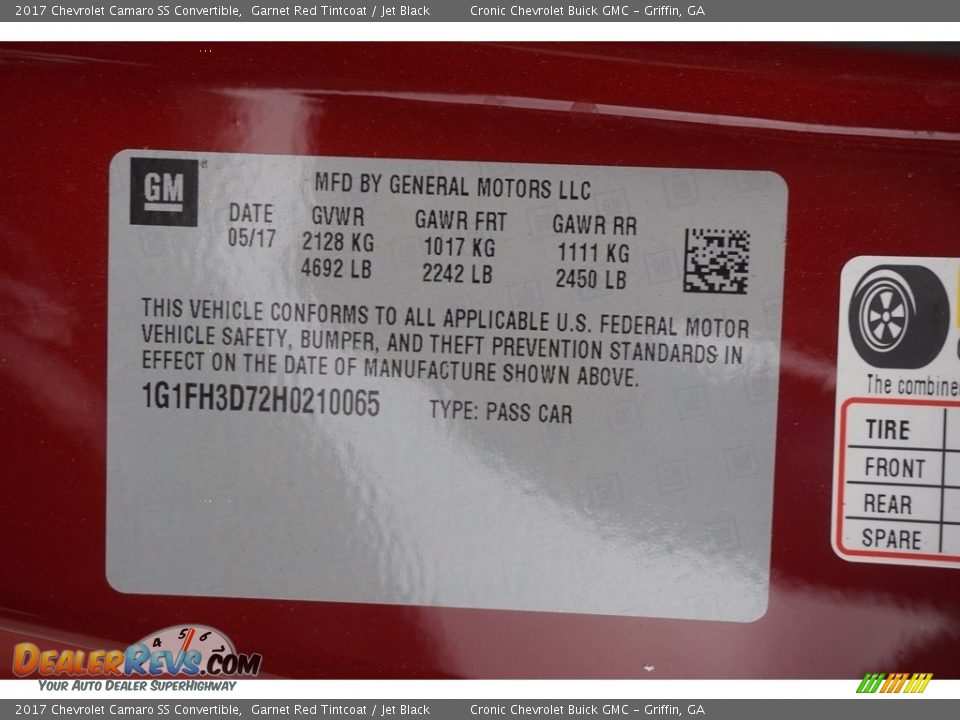 2017 Chevrolet Camaro SS Convertible, Garnet Red Tintcoat / Jet Black Cronic Chevrolet Buick GMC – Griffin, GA
GM
MFD BY GENERAL MOTORS LLC
DATE GVWR GAWR FRT GAWR RR
05/17 2128 KG 1017 KG 1111 KG
4692 LB 2242 LB 2450 LB
THIS VEHICLE CONFORMS TO ALL APPLICABLE U.S. FEDERAL MOTOR
VEHICLE SAFETY, BUMPER, AND THEFT PREVENTION STANDARDS IN
EFFECT ON THE DATE OF MANUFACTURE SHOWN ABOVE.
1G1FH3D72H0210065 TYPE: PASS CAR
The combine
TIRE
FRONT
REAR
SPARE
4 5 6
DEALERREVS.COM
YOUR AUTO DEALER SUPERHIGHWAY
2017 Chevrolet Camaro SS Convertible, Garnet Red Tintcoat / Jet Black Cronic Chevrolet Buick GMC – Griffin, GA